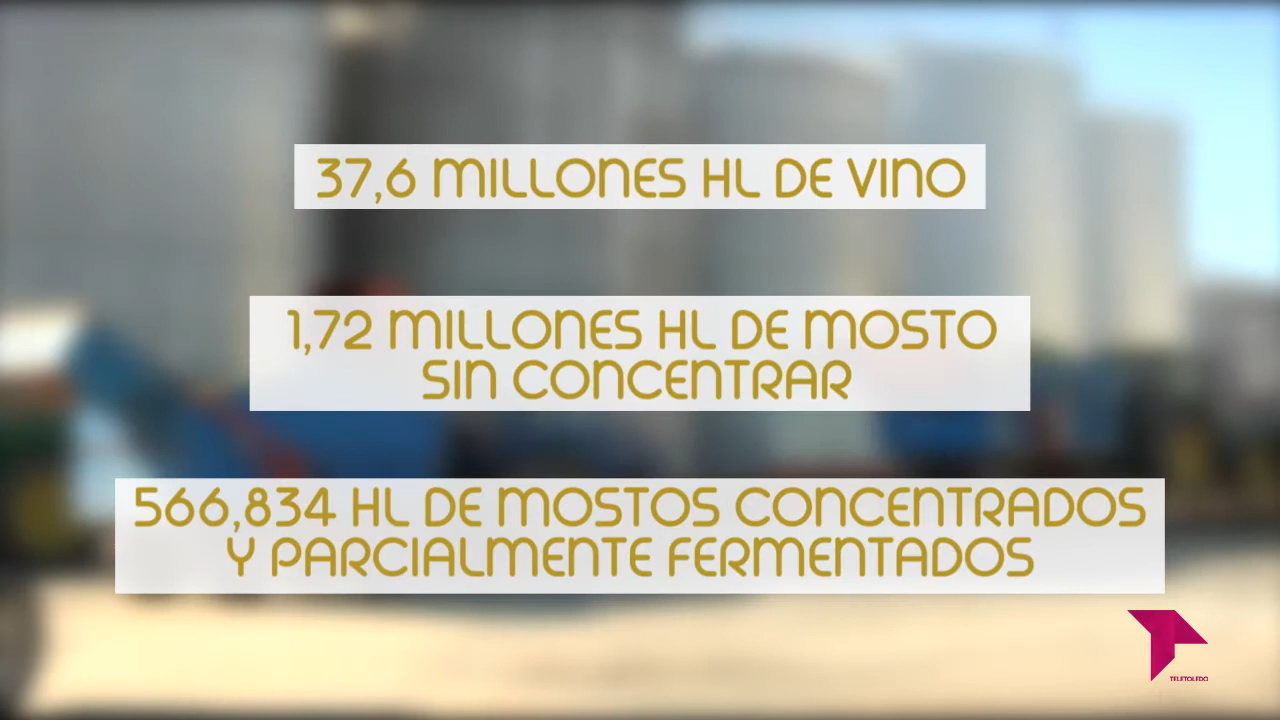 37,6 MILLONES HL DE VINO
1,72 MILLONES HL DE MOSTO
SIN CONCENTRAR
566,834 HL DE MOSTOS CONCENTRADOS
Y PARCIALMENTE FERMENTADOS
TELETOLEDO